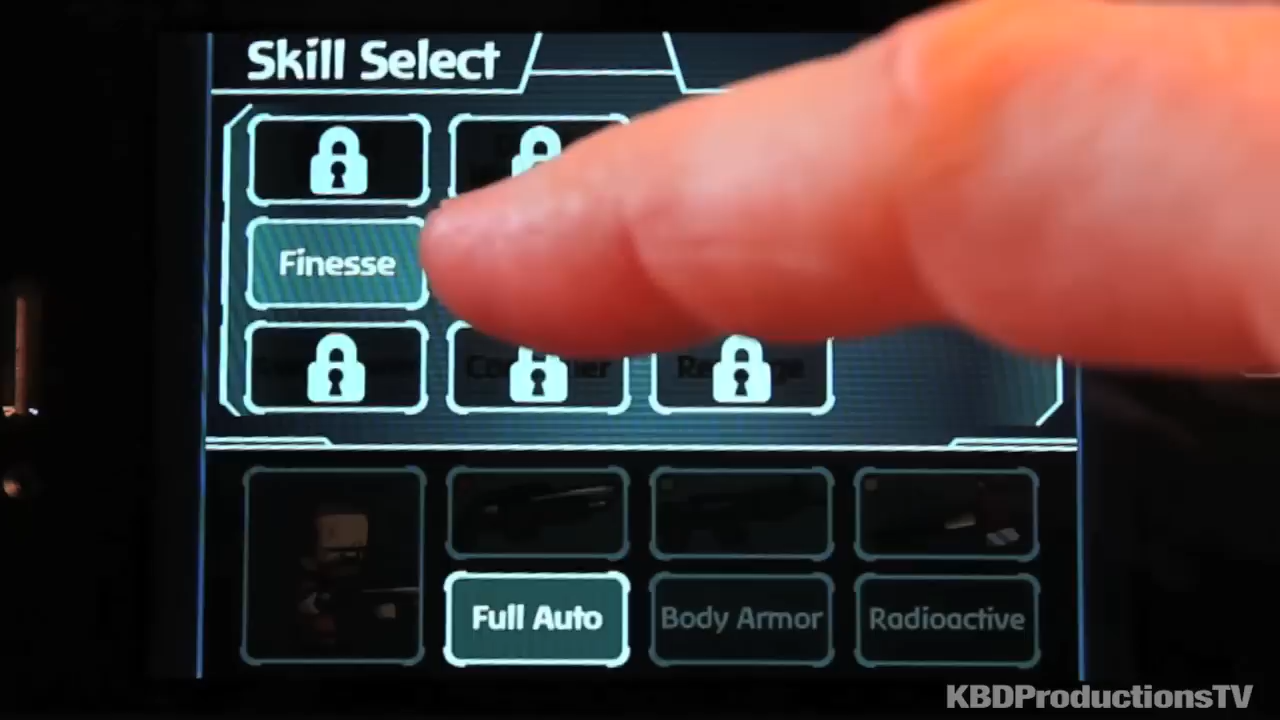 Skill Select
Finesse
Full Auto
Body Armor
Radioactive
KBDProductionsTV